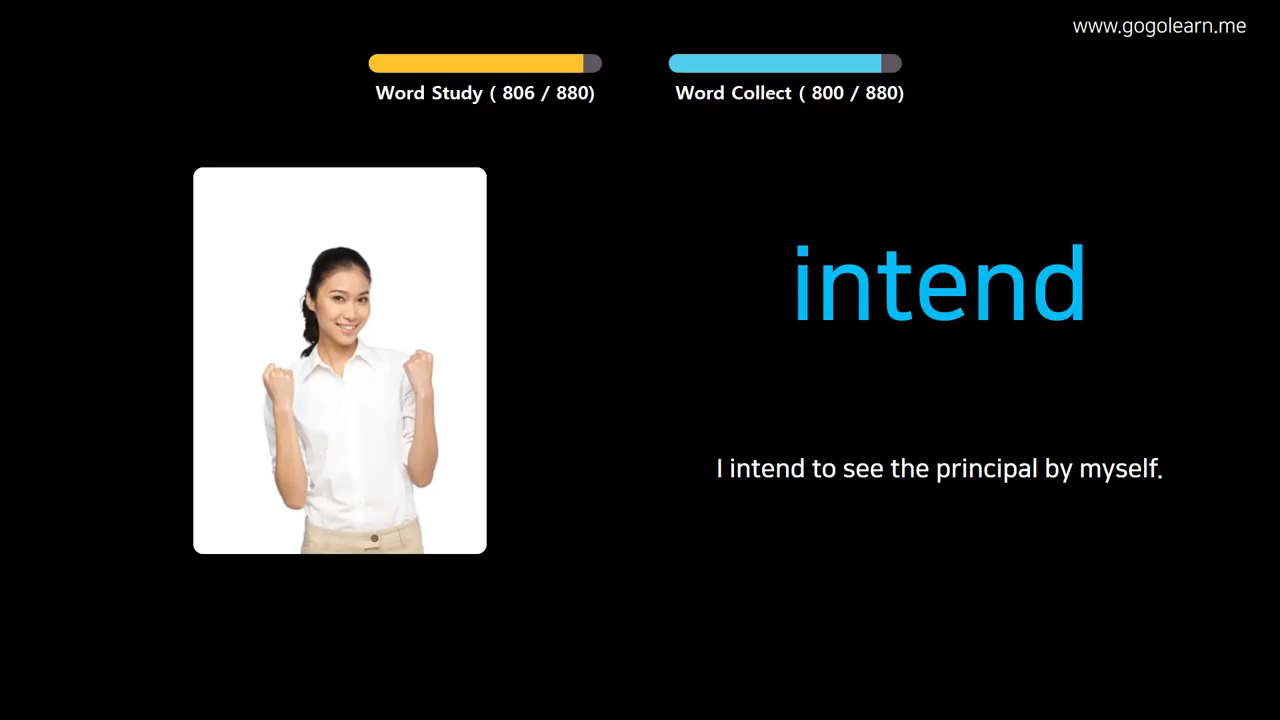 www.gogolearn.me
Word Study ( 806 / 880)
Word Collect ( 800 / 880)
intend
I intend to see the principal by myself.